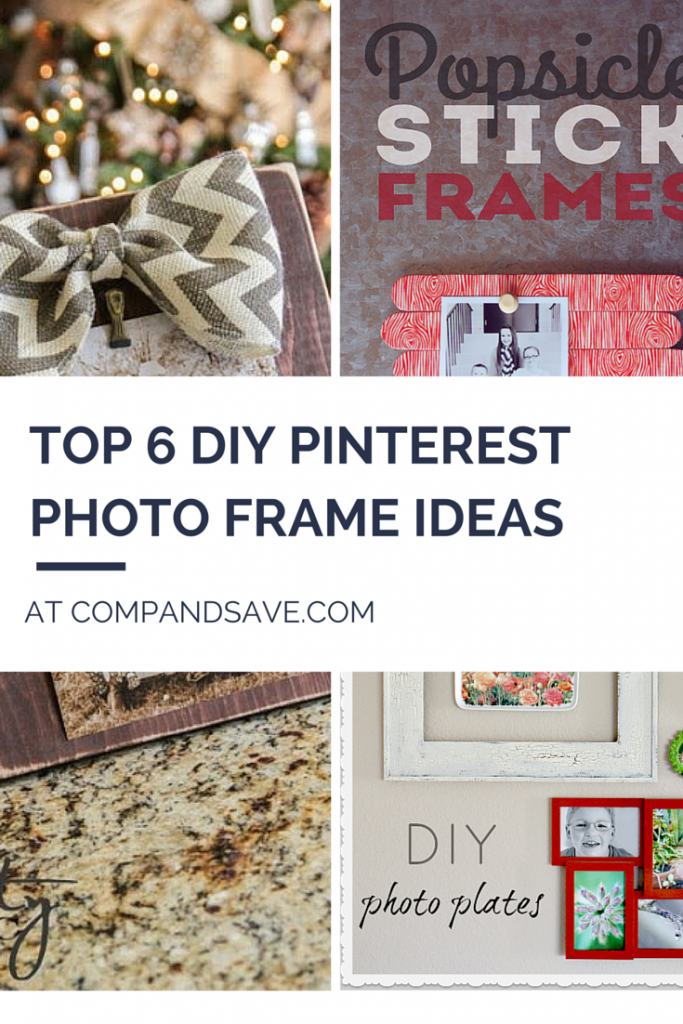 Popsicle
STICK
FRAMES
TOP 6 DIY PINTEREST
PHOTO FRAME IDEAS
AT COMPANDSAVE.COM
DIY
photo plates